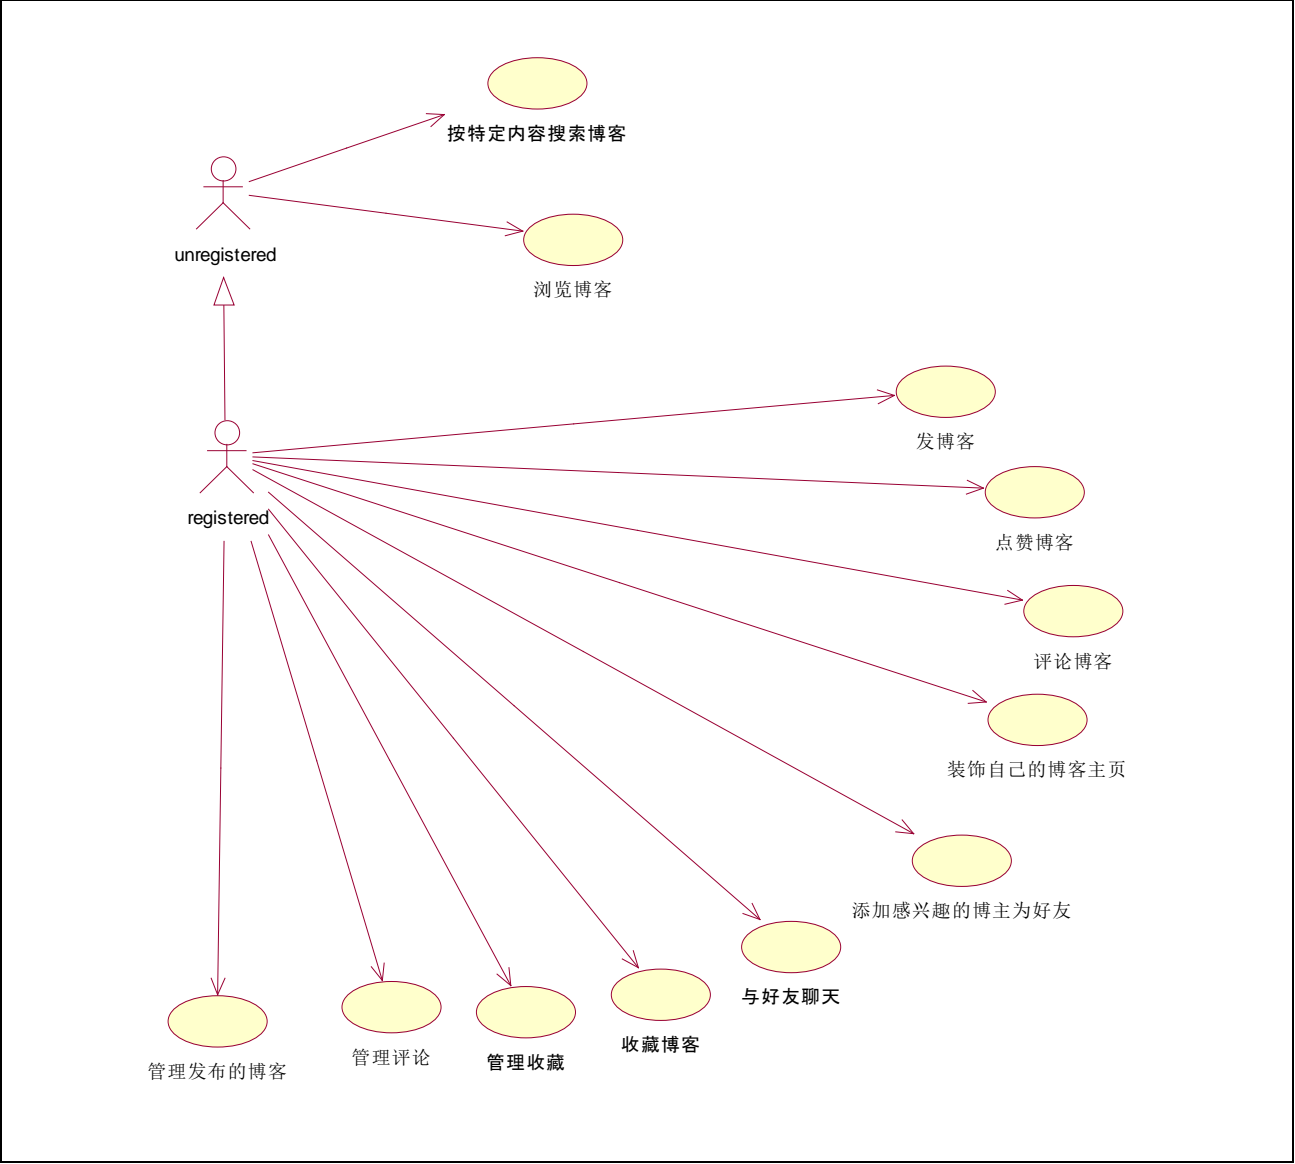 按特定内容搜索博客
unregistered
浏览博客
发博客
registered
点赞博客
评论博客
装饰自己的博客主页
添加感兴趣的博主为好友
与好友聊天
收藏博客
管理收藏
管理评论
管理发布的博客